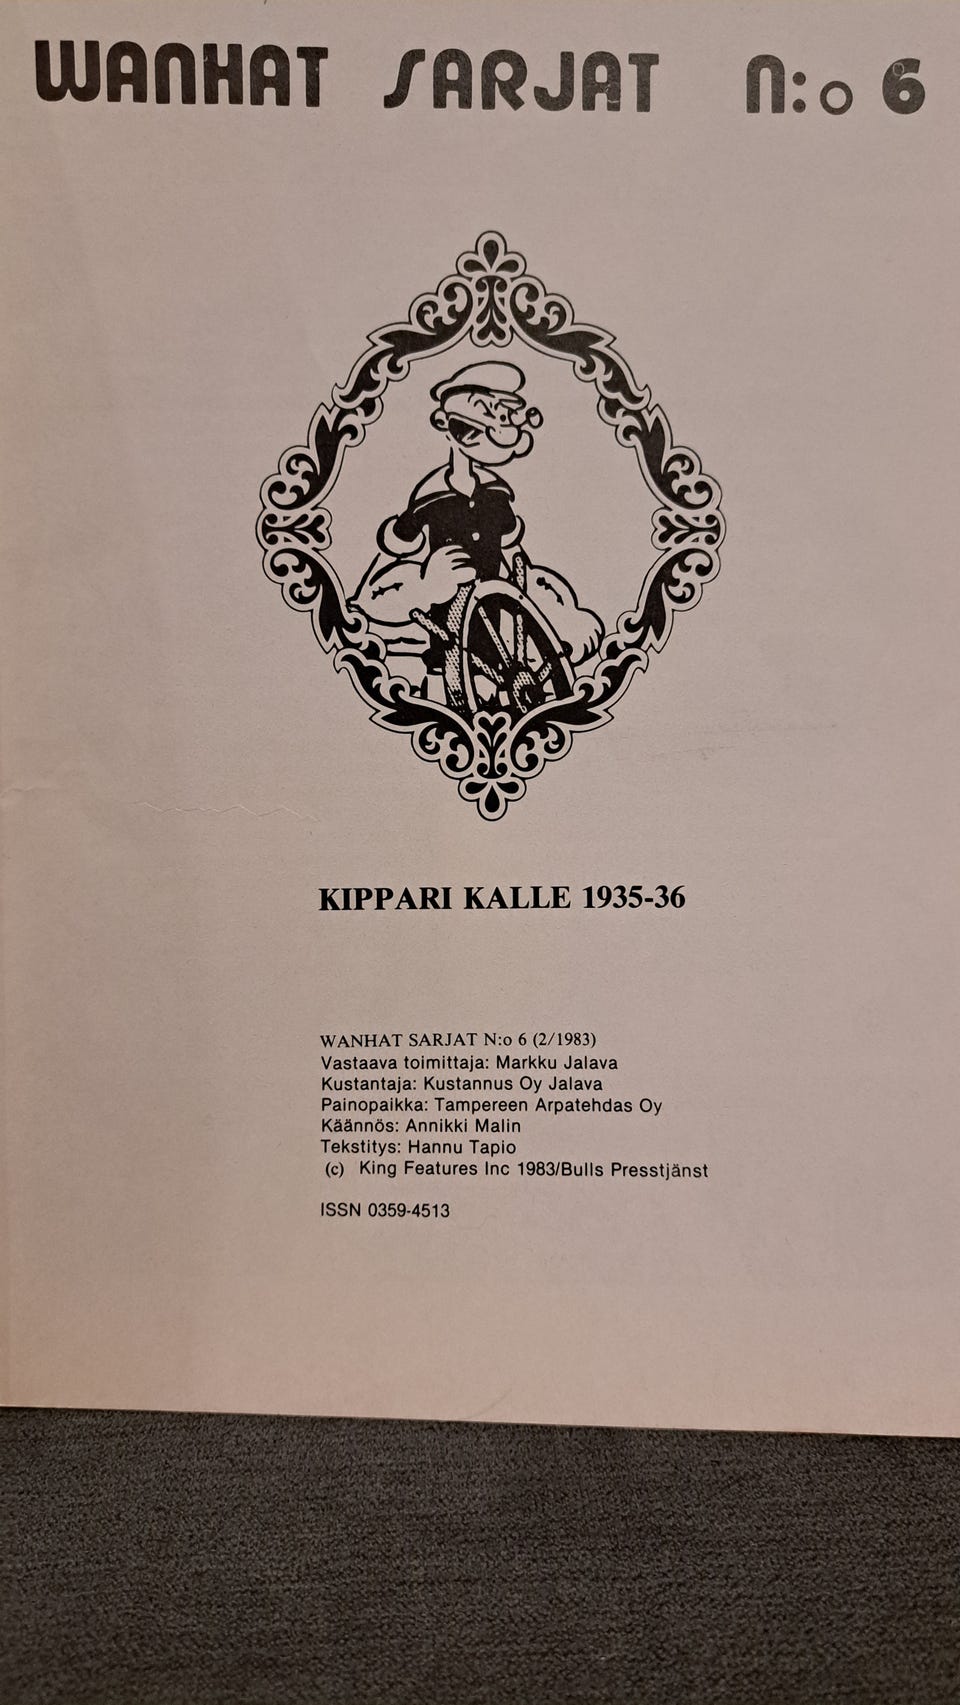 WANHAT SARJAT N:o 6
KIPPARI KALLE 1935-36
WANHAT SARJAT N:o 6 (2/1983)
Vastaava toimittaja: Markku Jalava
Kustantaja: Kustannus Oy Jalava
Painopaikka: Tampereen Arpatehdas Oy
Käännös: Annikki Malin
Tekstitys: Hannu Tapio
(c) King Features Inc 1983/Bulls Presstjänst
ISSN 0359-4513